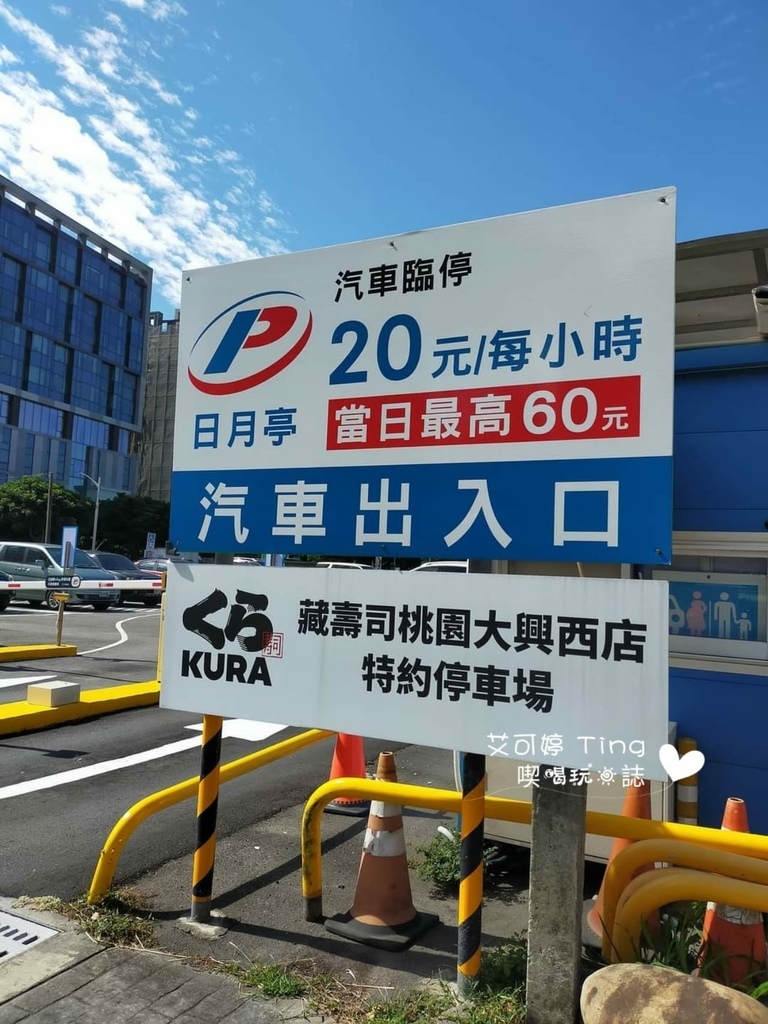 汽車臨停
P
20元/每小時
日月亭
當日最高60元
汽車出入口
くら
KURA
藏壽司桃園大興西店
特約停車場
艾可婷 Ting
喫喝玩樂誌